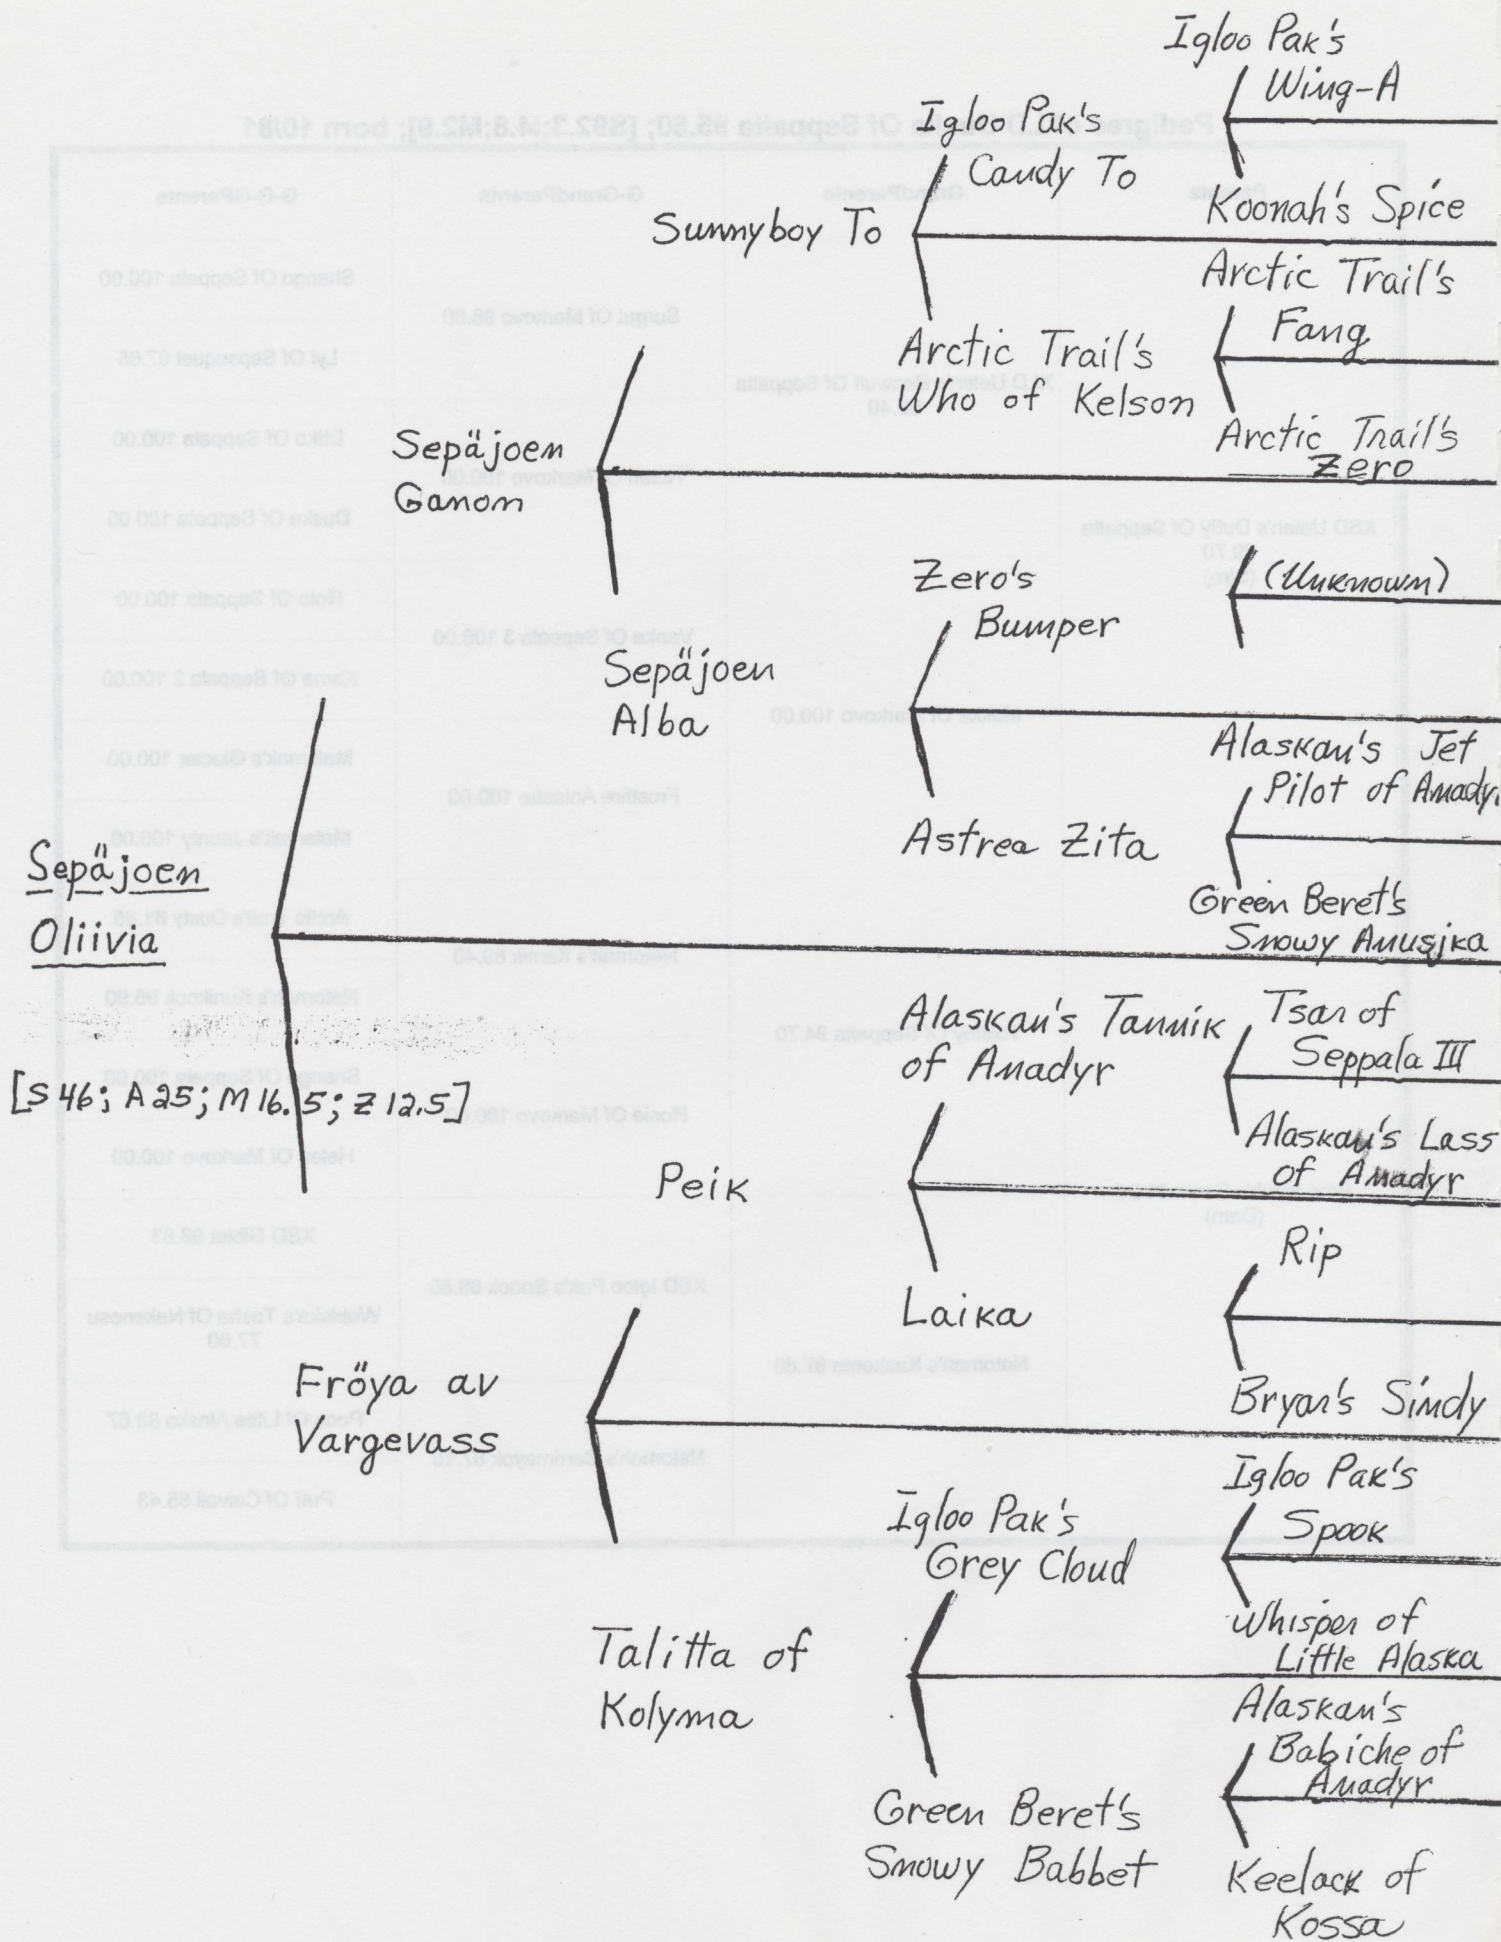 Igloo Pak's
Wing-A
Igloo Pak's
Candy To
Koonah's Spice
Sunnyboy To
Arctic Trail's
Fang
Arctic Trail's
Who of Kelson
Arctic Trail's
Zero
Sepäjoen
Ganon
Zero's
Bumper
(Unknown)
Sepäjoen
Alba
Alaskan's Jet
Pilot of Anady
Astrea Zita
Green Beret's
Snowy Anusjka
Sepäjoen
Oliivia
[S 46; A 25; M 16.5; Z 12.5]
Alaskan's Tannik
of Anadyr
Tsar of
Seppala III
Alaskan's Lass
of Anadyr
Peik
Laika
Rip
Bryar's Sindy
Fröya av
Vargevass
Igloo Pak's
Grey Cloud
Igloo Pak's
Spook
Whisper of
Little Alaska
Talitta of
Kolyma
Alaskan's
Babiche of
Anadyr
Green Beret's
Snowy Babbet
Keelack of
Kossa